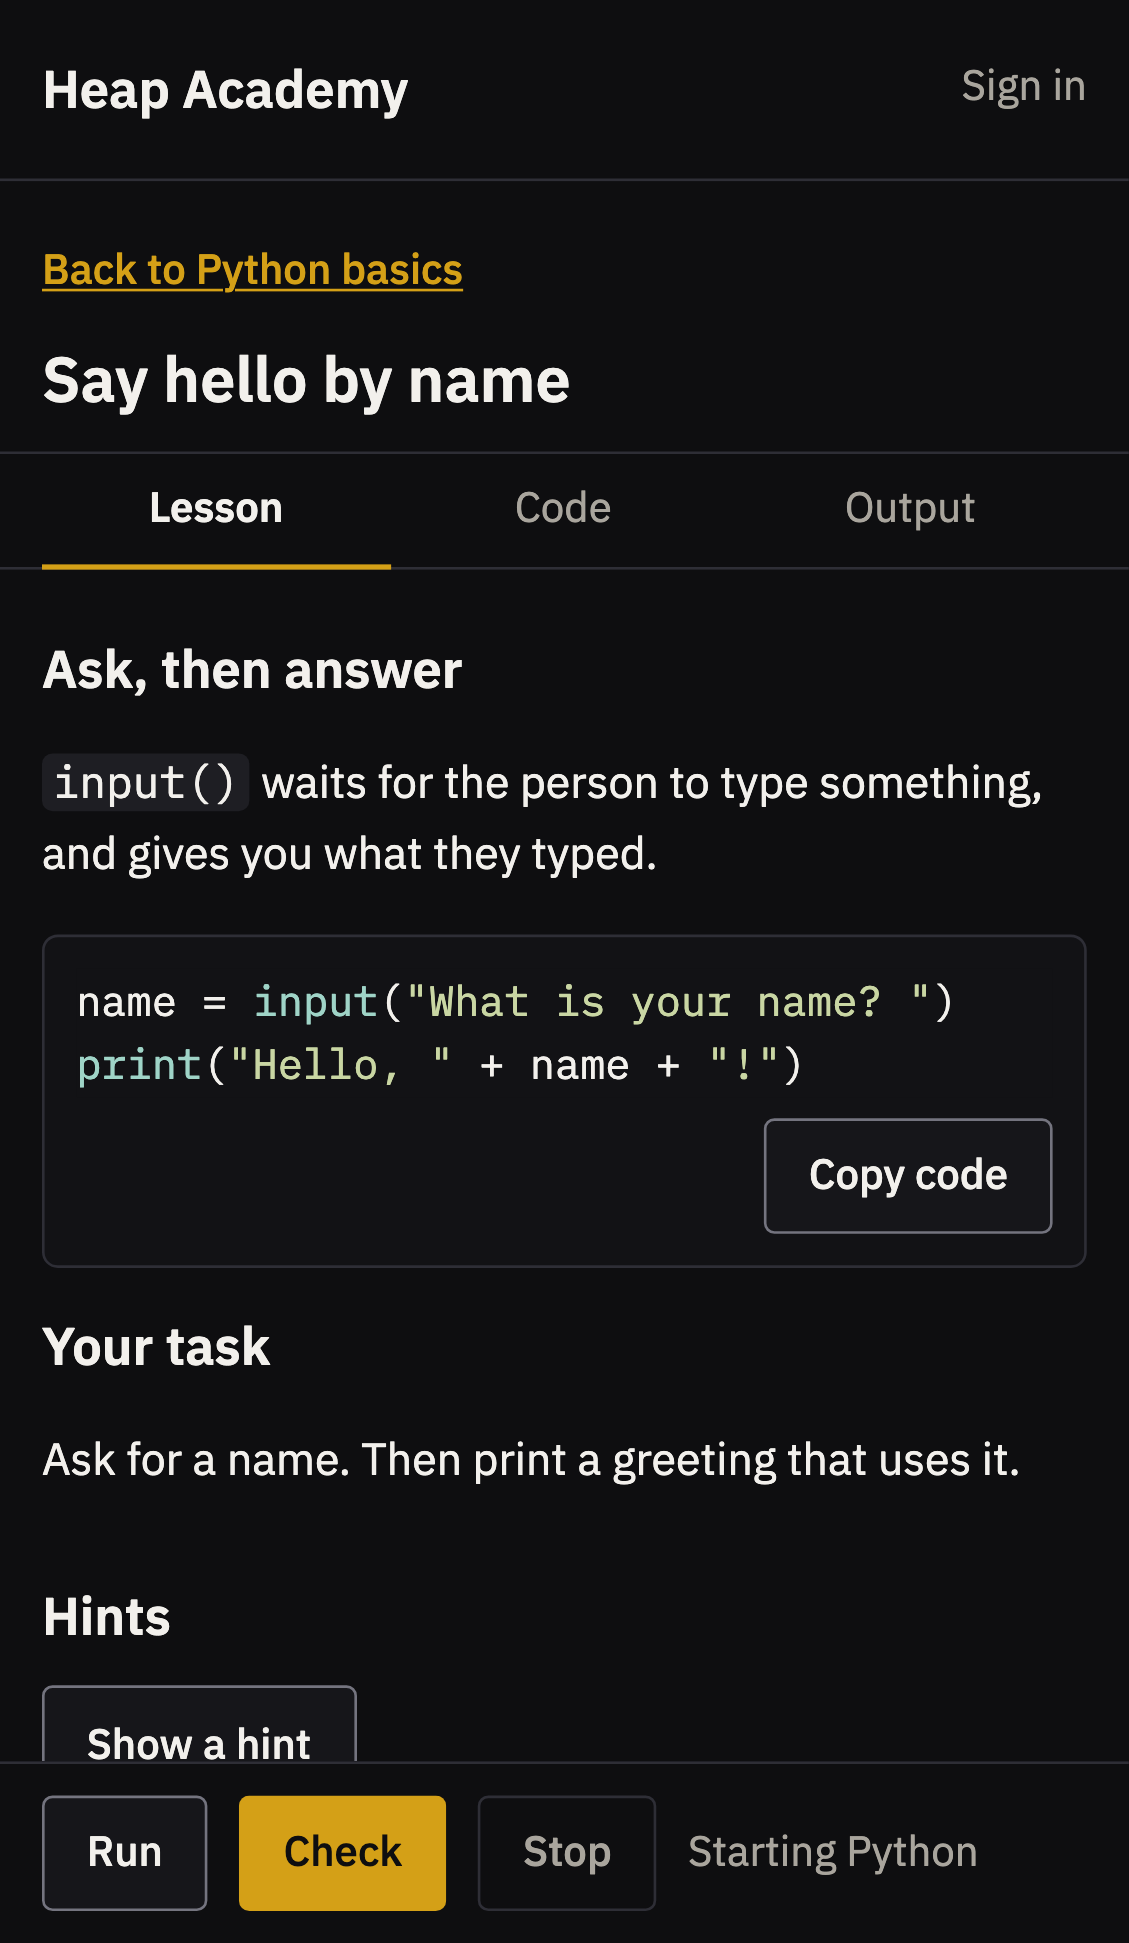 Heap Academy
Sign in
Back to Python basics
Say hello by name
Lesson
Code
Output
Ask, then answer
input() waits for the person to type something,
and gives you what they typed.
name = input("What is your name? ")
print("Hello, " + name + "!")
Copy code
Your task
Ask for a name. Then print a greeting that uses it.
Hints
Show a hint
Run
Check
Stop
Starting Python